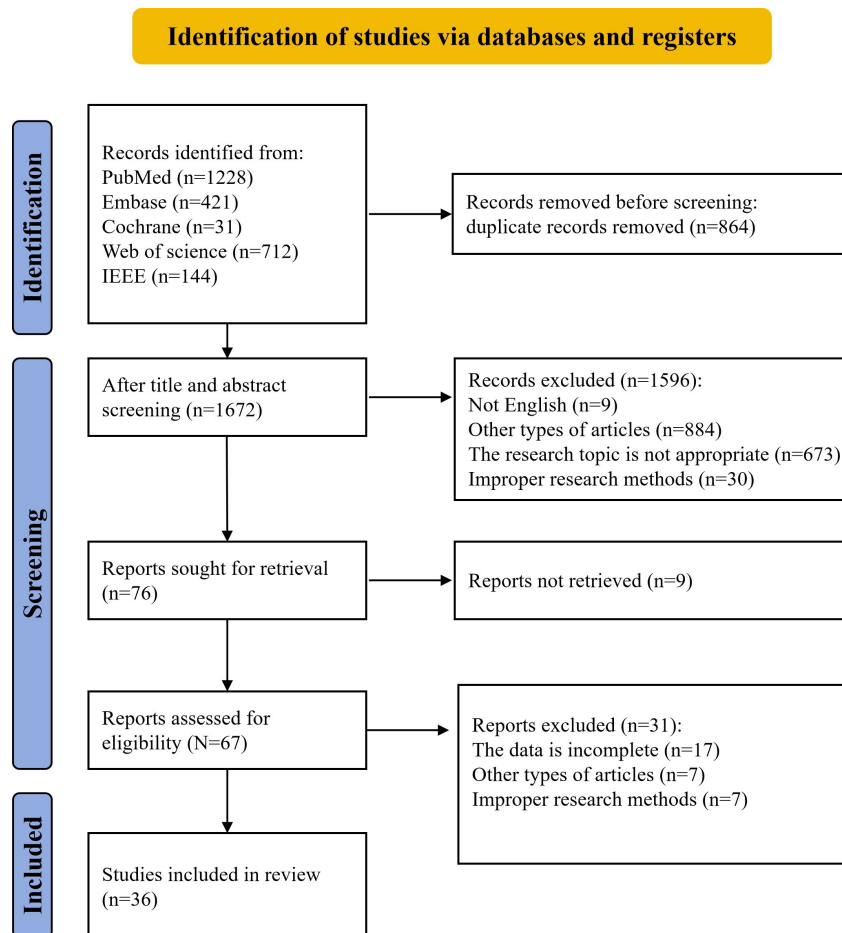 Identification of studies via databases and registers
Identification
Records identified from:
PubMed (n=1228)
Embase (n=421)
Cochrane (n=31)
Web of science (n=712)
IEEE (n=144)
Records removed before screening:
duplicate records removed (n=864)
Screening
After title and abstract
screening (n=1672)
Records excluded (n=1596):
Not English (n=9)
Other types of articles (n=884)
The research topic is not appropriate (n=673)
Improper research methods (n=30)
Reports sought for retrieval
(n=76)
Reports not retrieved (n=9)
Reports assessed for
eligibility (N=67)
Reports excluded (n=31):
The data is incomplete (n=17)
Other types of articles (n=7)
Improper research methods (n=7)
Included
Studies included in review
(n=36)